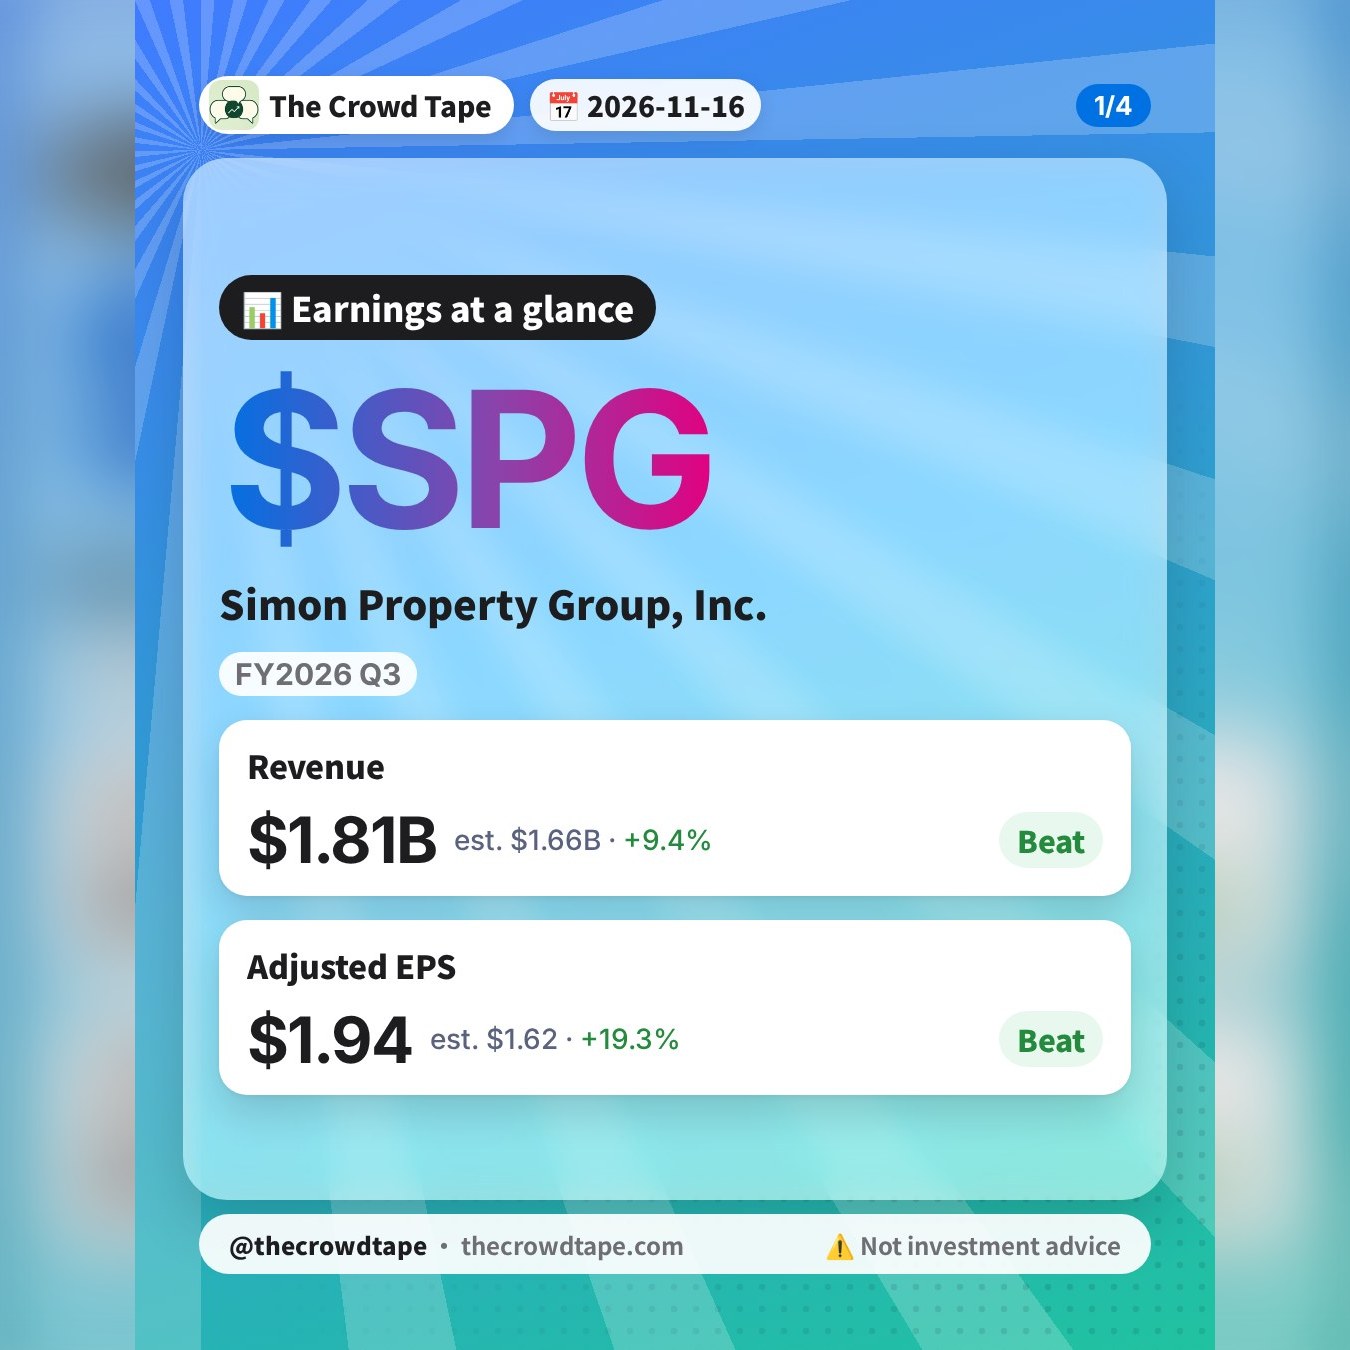 The Crowd Tape
📅 2026-11-16
1/4
📊 Earnings at a glance
$SPG
Simon Property Group, Inc.
FY2026 Q3
Revenue
$1.81B est. $1.66B · +9.4%
Beat
Adjusted EPS
$1.94 est. $1.62 · +19.3%
Beat
@thecrowdtape • thecrowdtape.com
⚠️ Not investment advice